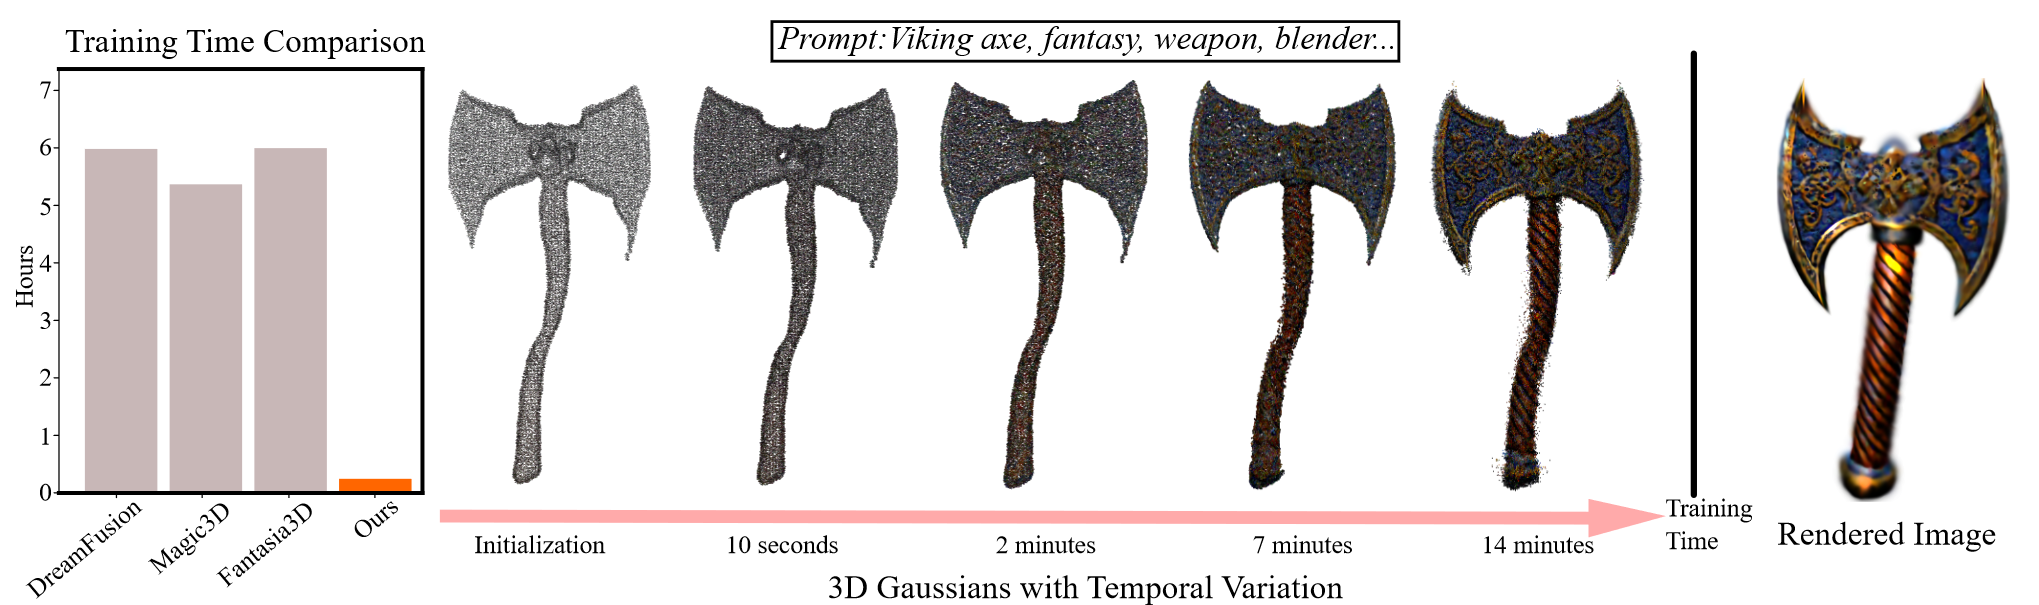 Training Time Comparison
Hours
7
6
5
4
3
2
1
0
DreamFusion
Magic3D
Fantasia3D
Ours
Prompt: Viking axe, fantasy, weapon, blender...
Initialization
10 seconds
2 minutes
7 minutes
14 minutes
Training
Time
3D Gaussians with Temporal Variation
Rendered Image